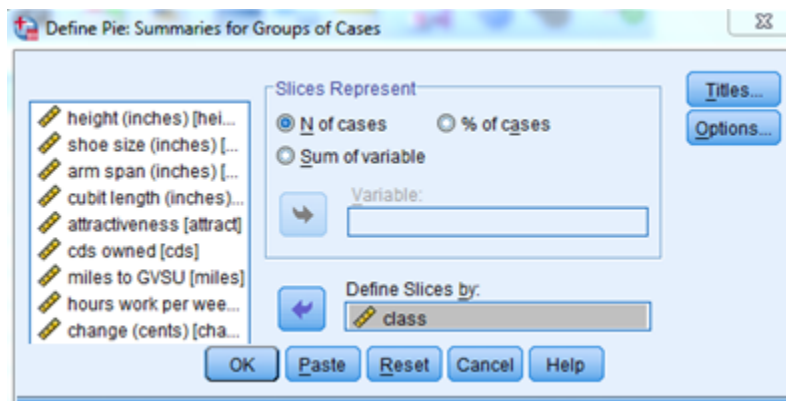 Define Pie: Summaries for Groups of Cases
height (inches) [hei...
shoe size (inches) [...
arm span (inches) [...
cubit length (inches)...
attractiveness [attract]
cds owned [cds]
miles to GVSU [miles]
hours work per wee...
change (cents) [cha...
Slices Represent
N of cases
% of cases
Sum of variable
Variable:
Define Slices by:
class
Titles...
Options...
OK
Paste
Reset
Cancel
Help